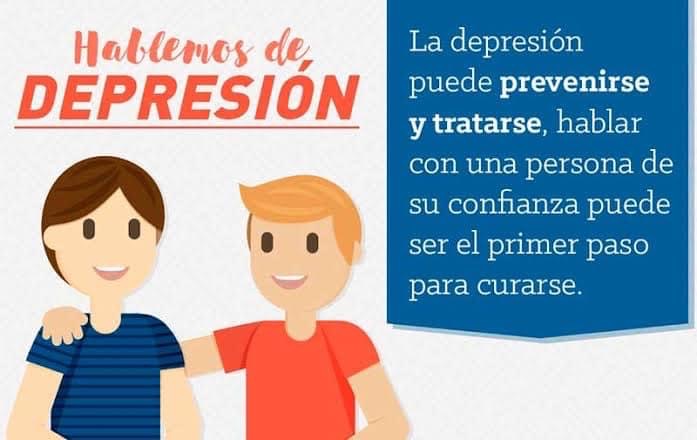 Hablemos de
DEPRESIÓN
La depresión
puede prevenirse
y tratarse, hablar
con una persona de
su confianza puede
ser el primer paso
para curarse.